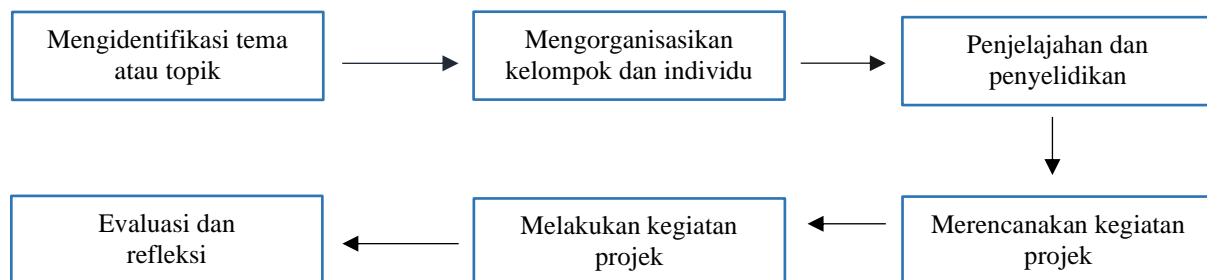 Mengidentifikasi tema
atau topik
Mengorganisasikan
kelompok dan individu
Penjelajahan dan
penyelidikan
Merencanakan kegiatan
projek
Melakukan kegiatan
projek
Evaluasi dan
refleksi